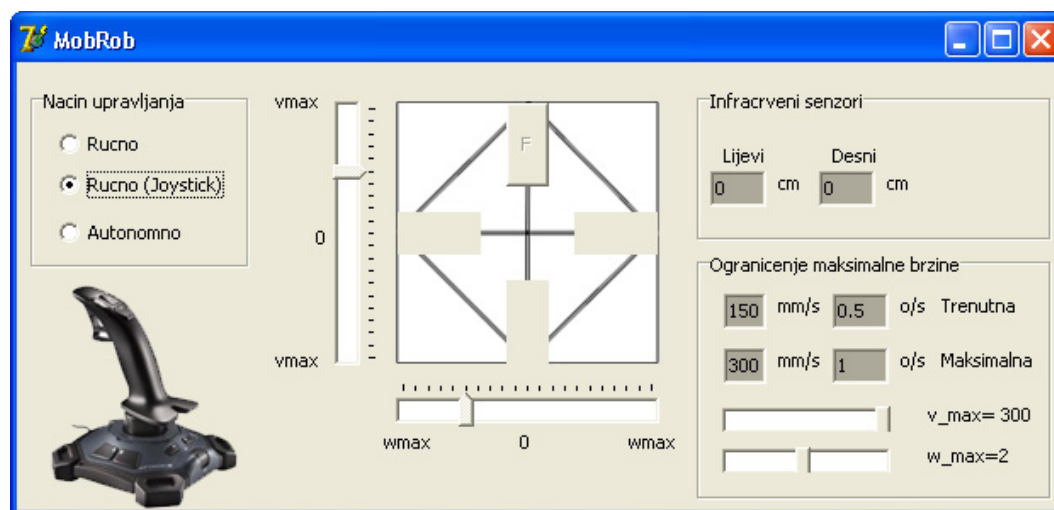 MobRob
Nacin upravljanja
Rucno
Rucno (Joystick)
Autonomno
vmax
0
vmax
F
wmax 0 wmax
Infracrveni senzori
Lijevi Desni
0 cm 0 cm
Ogranicenje maksimalne brzine
150 mm/s 0.5 o/s Trenutna
300 mm/s 1 o/s Maksimalna
v_max= 300
w_max=2